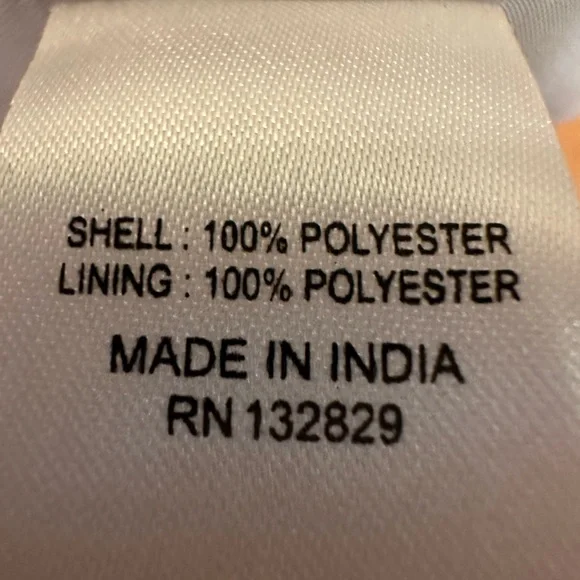 SHELL : 100% POLYESTER
LINING : 100% POLYESTER
MADE IN INDIA
RN 132829